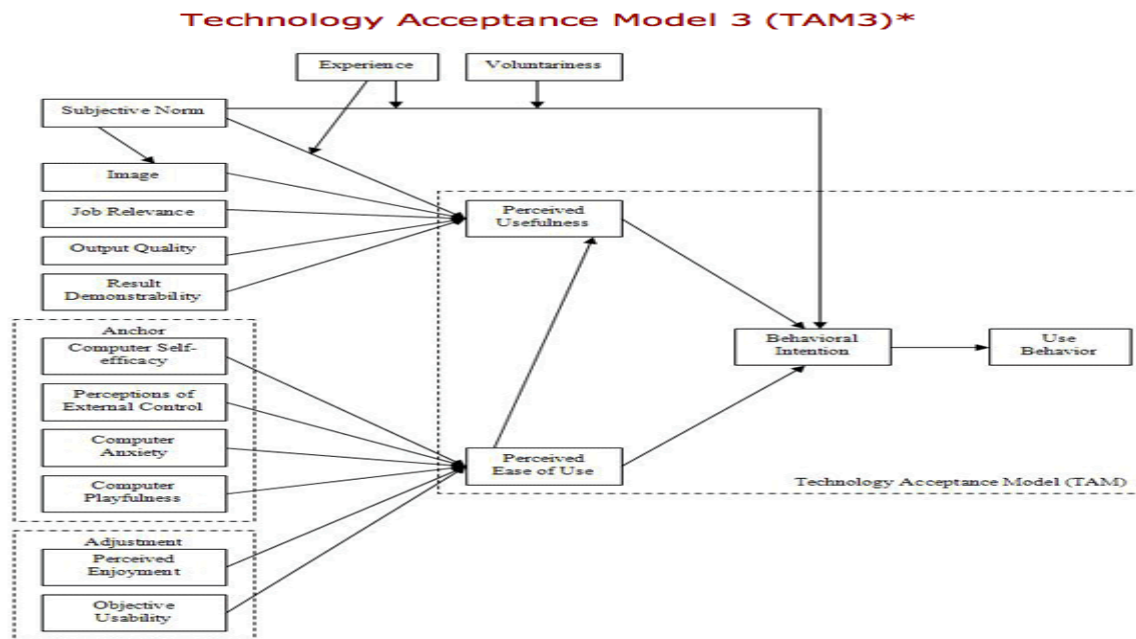 Technology Acceptance Model 3 (TAM3)*
Experience
Voluntariness
Subjective Norm
Image
Job Relevance
Output Quality
Result
Demonstrability
Perceived
Usefulness
Anchor
Computer Self-
efficacy
Perceptions of
External Control
Computer
Anxiety
Computer
Playfulness
Behavioral
Intention
Use
Behavior
Perceived
Ease of Use
Technology Acceptance Model (TAM)
Adjustment
Perceived
Enjoyment
Objective
Usability